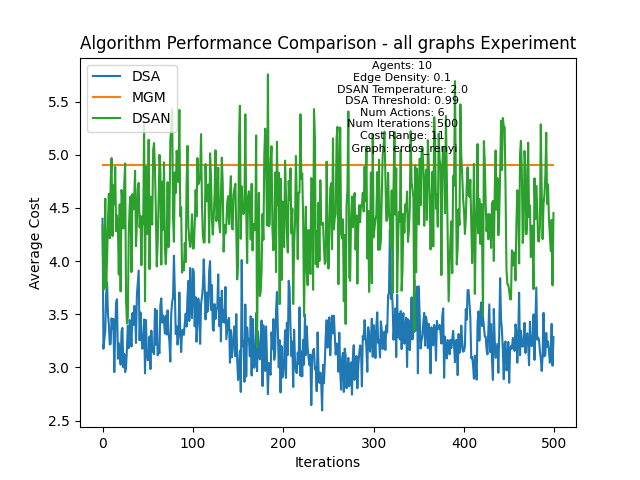 Algorithm Performance Comparison - all graphs Experiment
DSA
MGM
DSAN
Agents: 10
Edge Density: 0.1
DSAN Temperature: 2.0
DSA Threshold: 0.99
Num Actions: 6
Num Iterations: 500
Cost Range: 11
Graph: erdos_renyi
Average Cost
5.5
5.0
4.5
4.0
3.5
3.0
2.5
0 100 200 300 400 500
Iterations